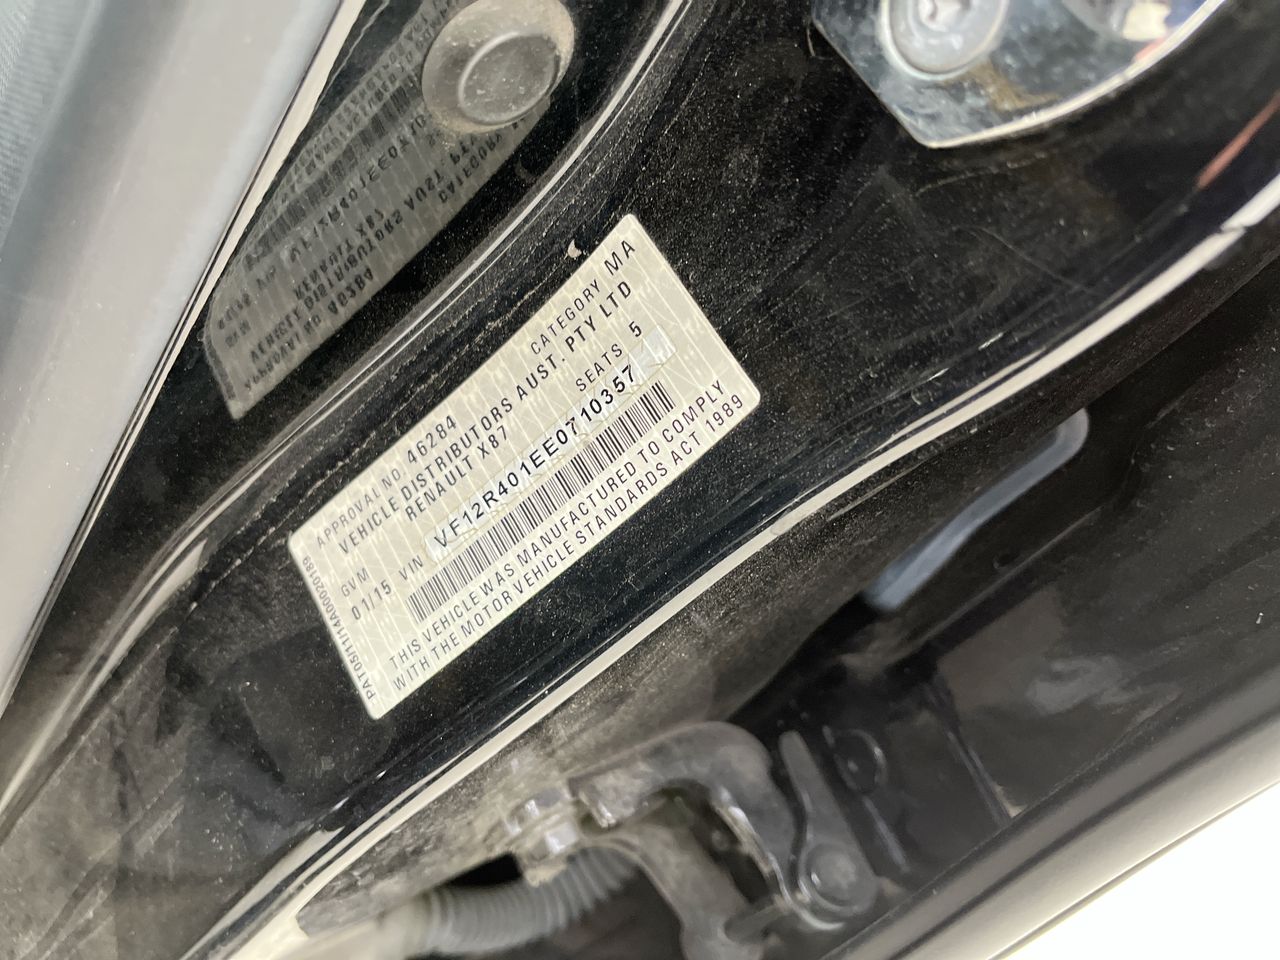 APPROVAL NO. 46284 CATEGORY MA
VEHICLE DISTRIBUTORS AUST. PTY LTD
RENAULT X87 SEATS 5
GVM
01/15 VIN VF12R401EE0710357
THIS VEHICLE WAS MANUFACTURED TO COMPLY
WITH THE MOTOR VEHICLE STANDARDS ACT 1989